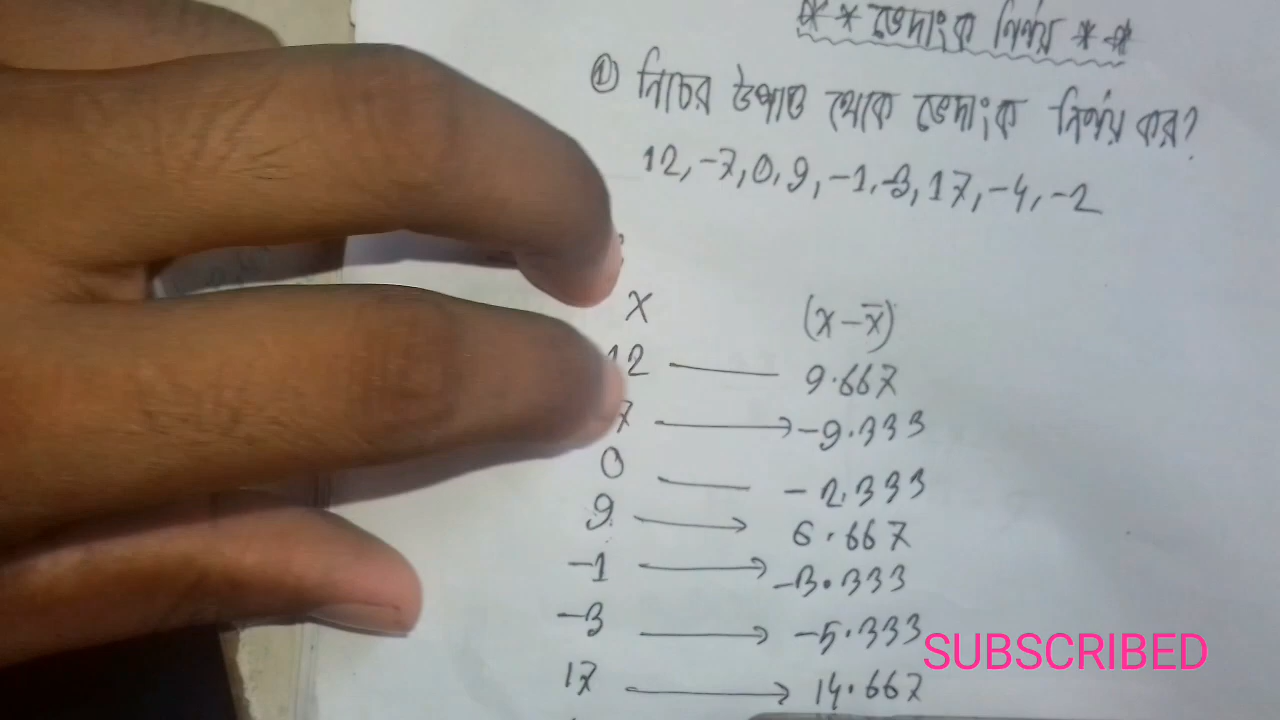 * * ভেদাংক নির্ণয় * *
① নিচের উপাত্ত থেকে ভেদাংক নির্ণয় কর?
12, -7, 0, 9, -1, -3, 17, -4, -2
x (x - x̄)
12 — 9.667
7 → -9.333
0 — -2.333
9 → 6.667
-1 → -3.333
-3 → -5.333
17 → 14.667
SUBSCRIBED